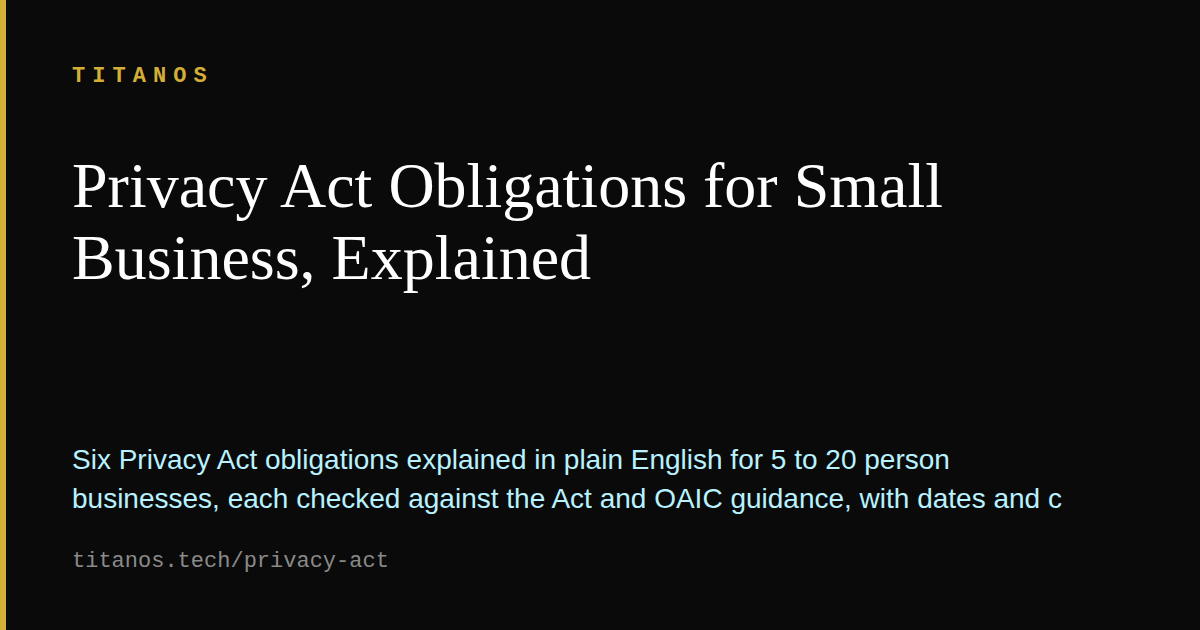 TITANOS
Privacy Act Obligations for Small
Business, Explained
Six Privacy Act obligations explained in plain English for 5 to 20 person
businesses, each checked against the Act and OAIC guidance, with dates and c
titanos.tech/privacy-act